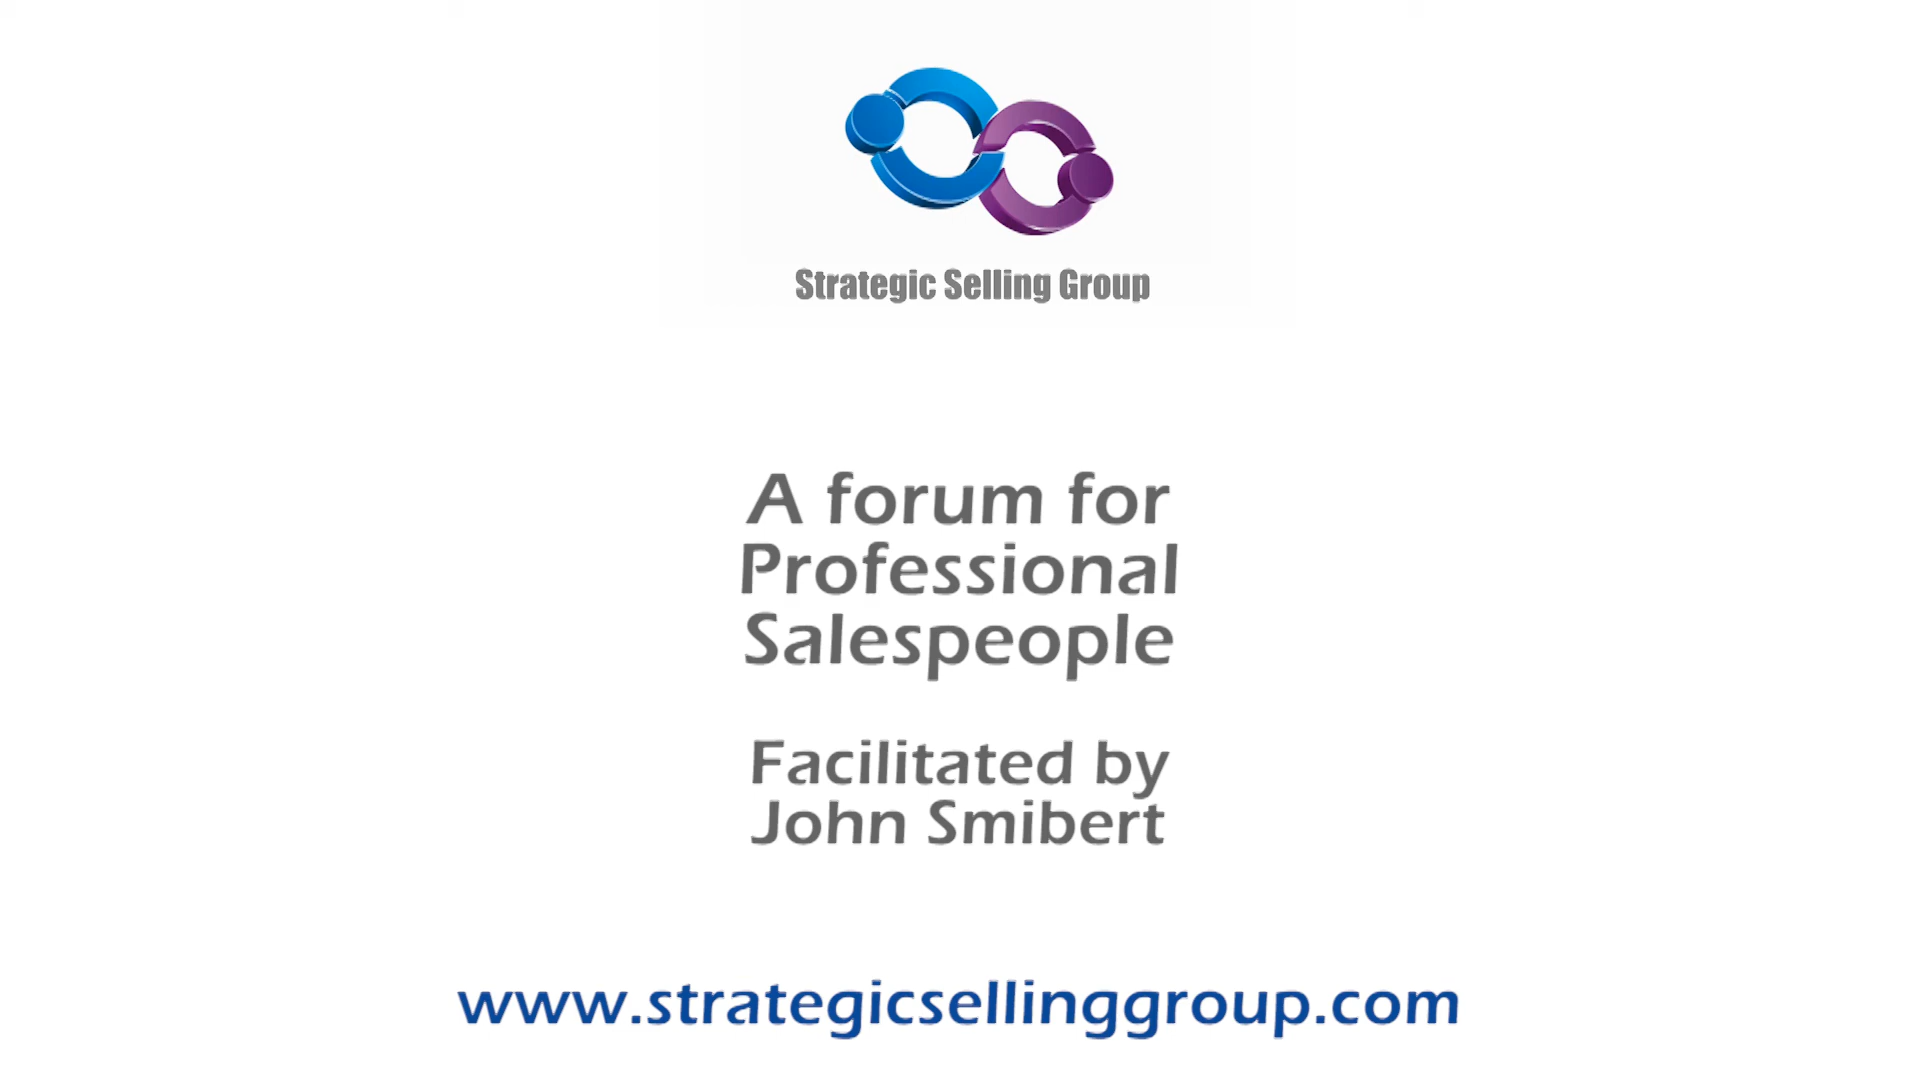 Strategic Selling Group
A forum for
Professional
Salespeople
Facilitated by
John Smibert
www.strategicsellinggroup.com